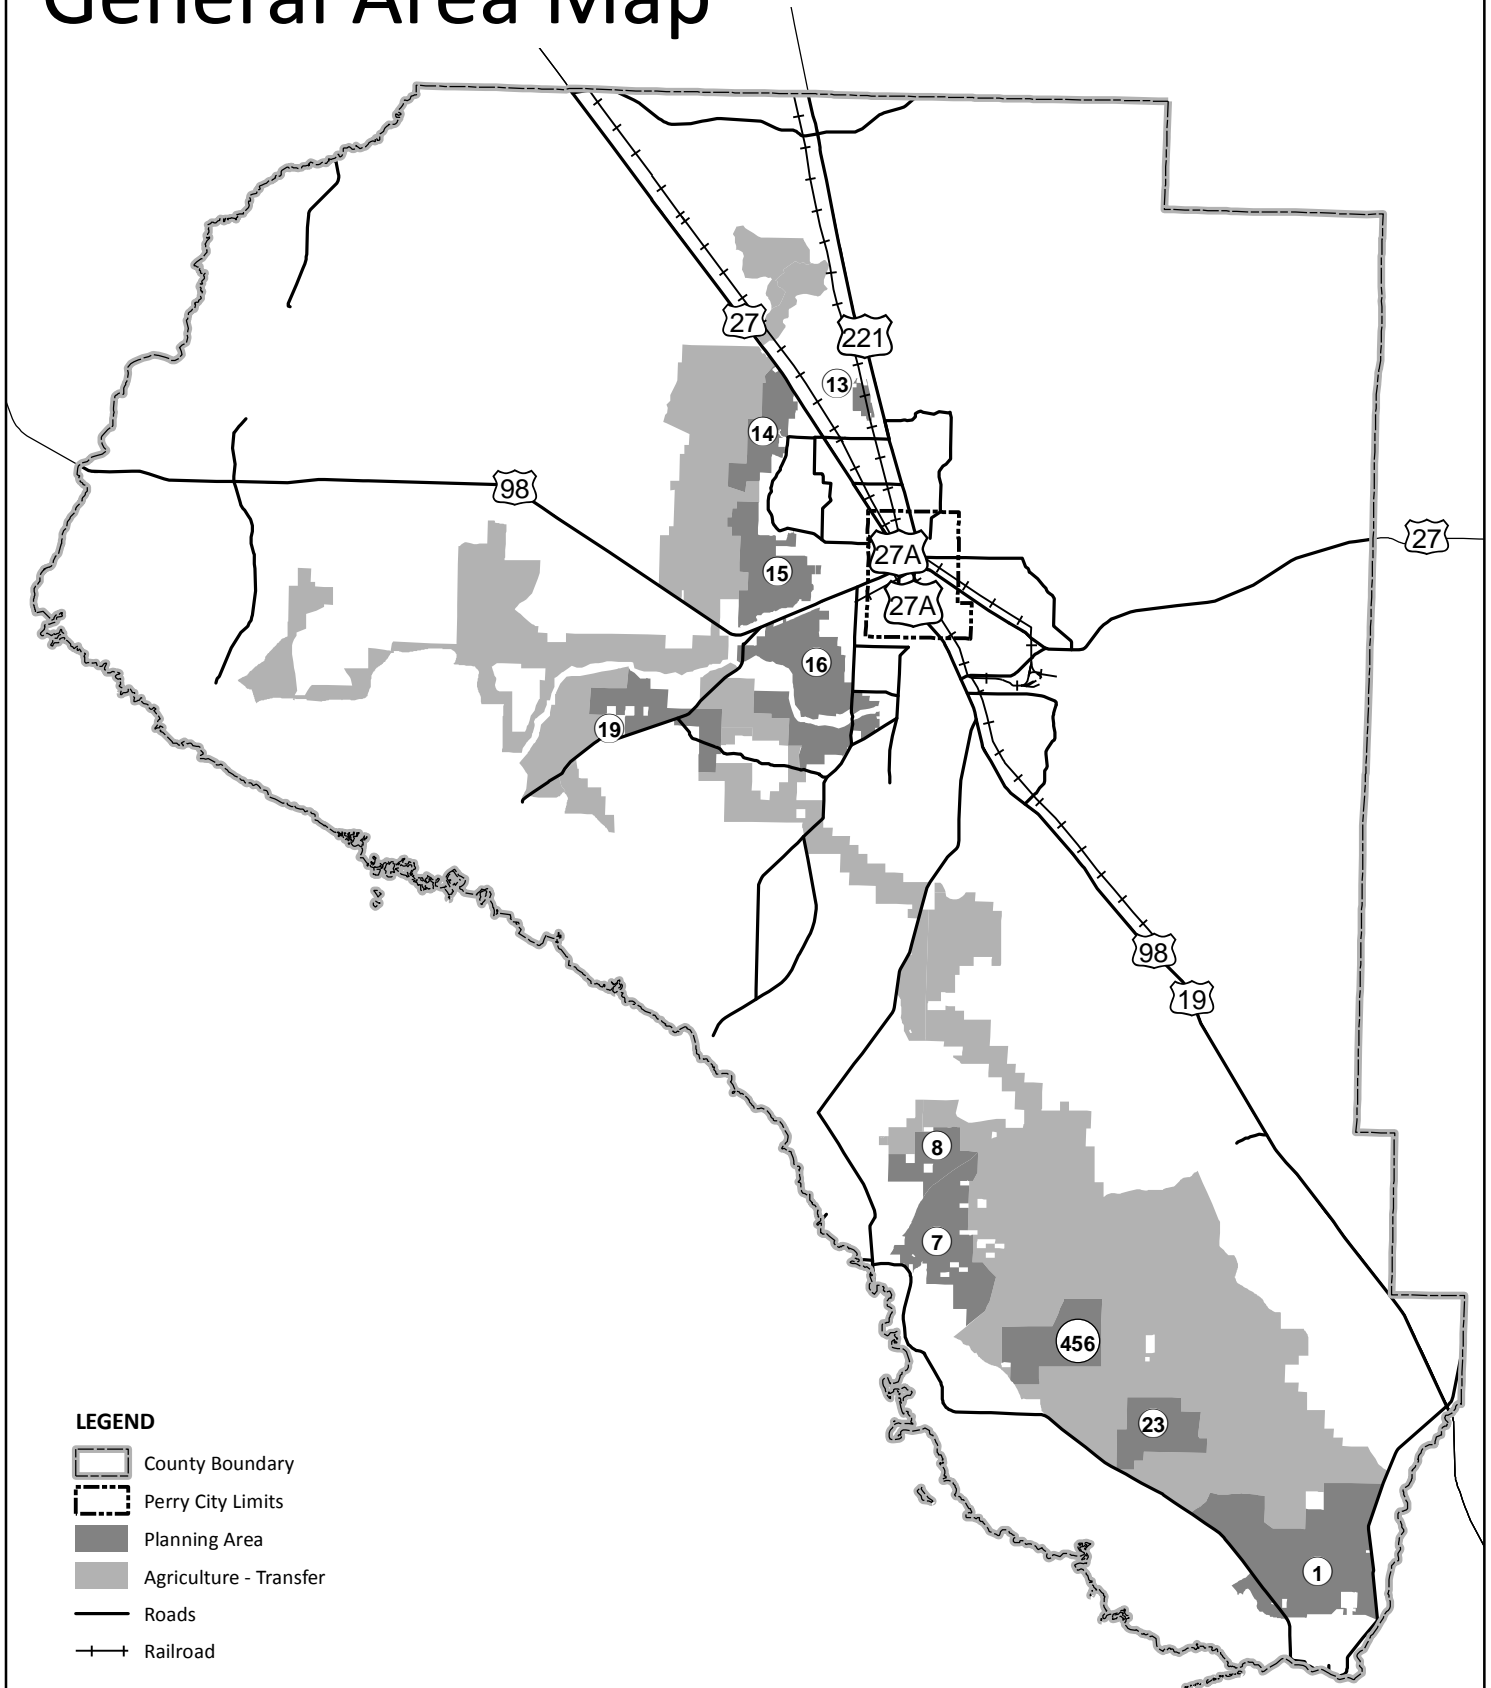 General Area Map
27
221
13
14
98
27
27A
15
27A
16
19
98
19
8
7
456
23
1
LEGEND
County Boundary
Perry City Limits
Planning Area
Agriculture - Transfer
Roads
Railroad